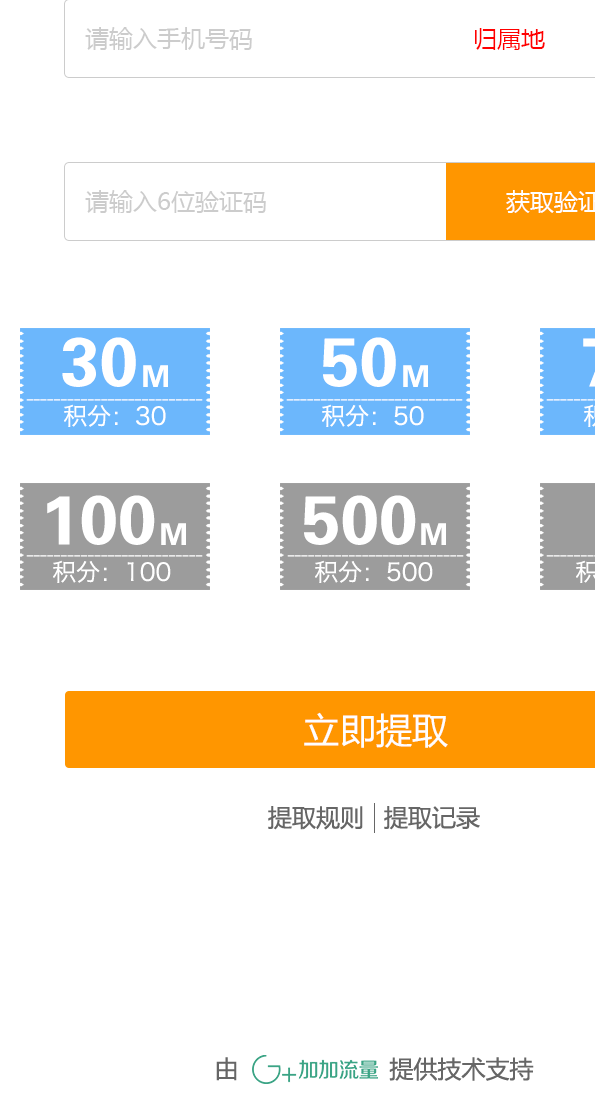 请输入手机号码 归属地
请输入6位验证码 获取验证
30M 50M 7
积分：30 积分：50 积
100M 500M
积分：100 积分：500 积
立即提取
提取规则 | 提取记录
由 G+加加流量 提供技术支持